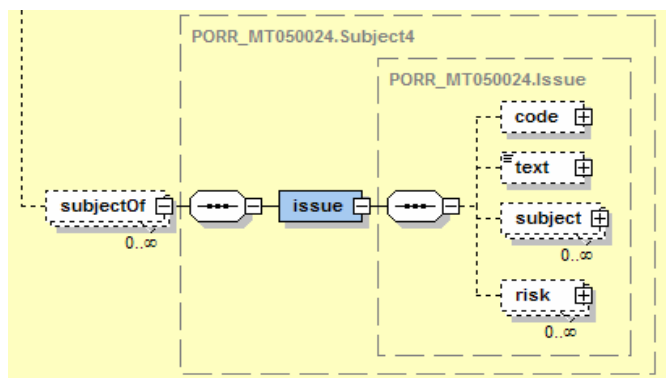 PORR_MT050024.Subject4
PORR_MT050024.Issue
code
text
subjectOf
issue
subject
0..∞
0..∞
risk
0..∞